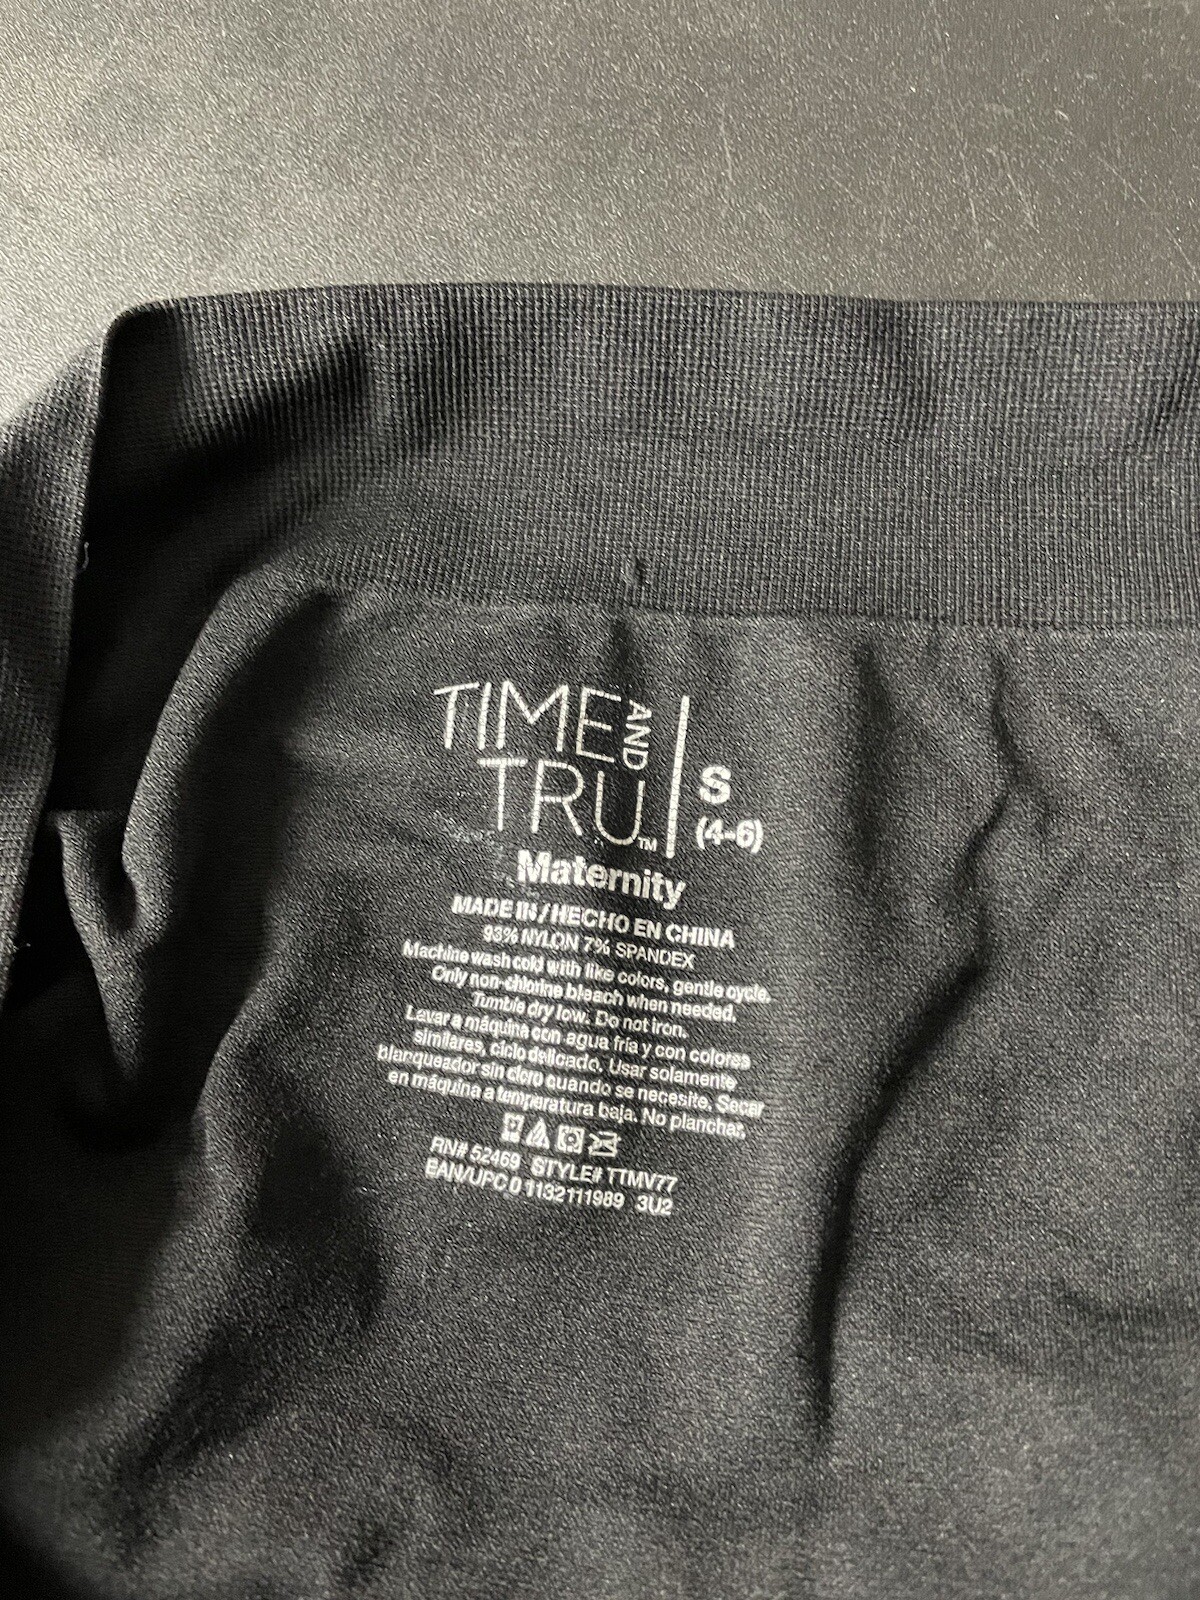 TIME AND
TRU™
S
(4-6)
Maternity
MADE IN / HECHO EN CHINA
93% NYLON 7% SPANDEX
Machine wash cold with like colors, gentle cycle.
Only non-chlorine bleach when needed.
Tumble dry low. Do not iron.
Lavar a máquina con agua fría y con colores
similares, ciclo delicado. Usar solamente
blanqueador sin cloro cuando se necesite. Secar
en máquina a temperatura baja. No planchar.
RN# 52469 STYLE# TTMV77
EAN/UPC 0 1132111989 3U2